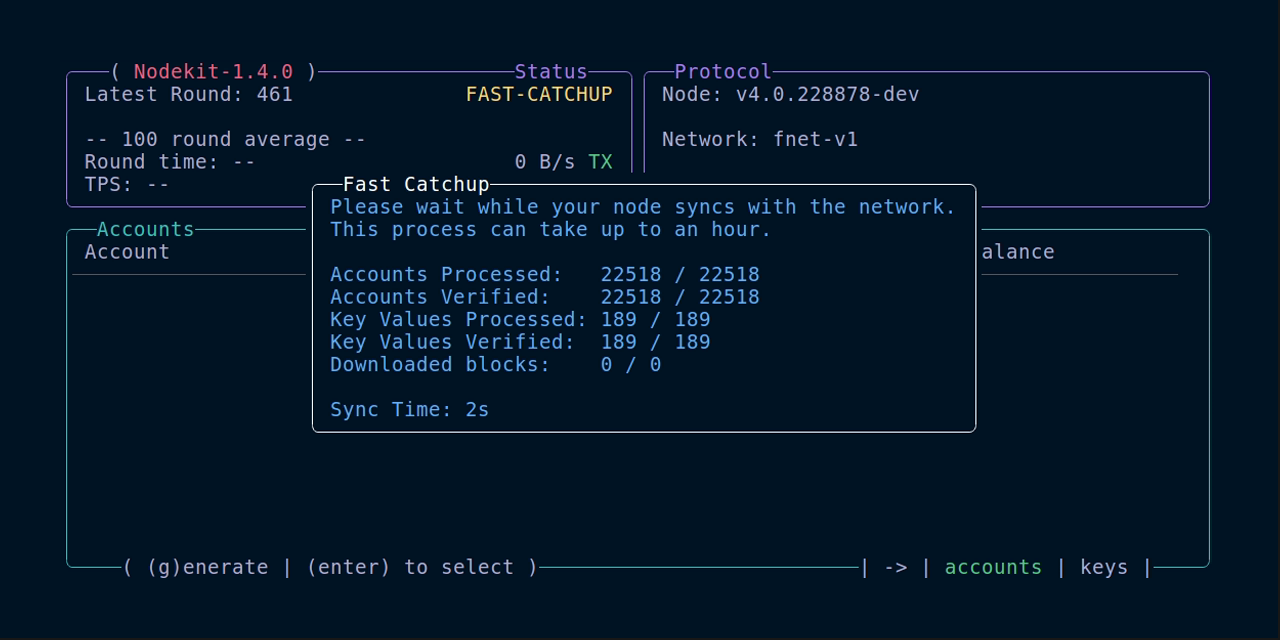 ( Nodekit-1.4.0 ) Status
Latest Round: 461 FAST-CATCHUP
-- 100 round average --
Round time: -- 0 B/s TX
TPS: --
Protocol
Node: v4.0.228878-dev
Network: fnet-v1
Fast Catchup
Please wait while your node syncs with the network.
This process can take up to an hour.
Accounts Processed: 22518 / 22518
Accounts Verified: 22518 / 22518
Key Values Processed: 189 / 189
Key Values Verified: 189 / 189
Downloaded blocks: 0 / 0
Sync Time: 2s
Accounts
Account alance
( (g)enerate | (enter) to select ) | -> | accounts | keys |